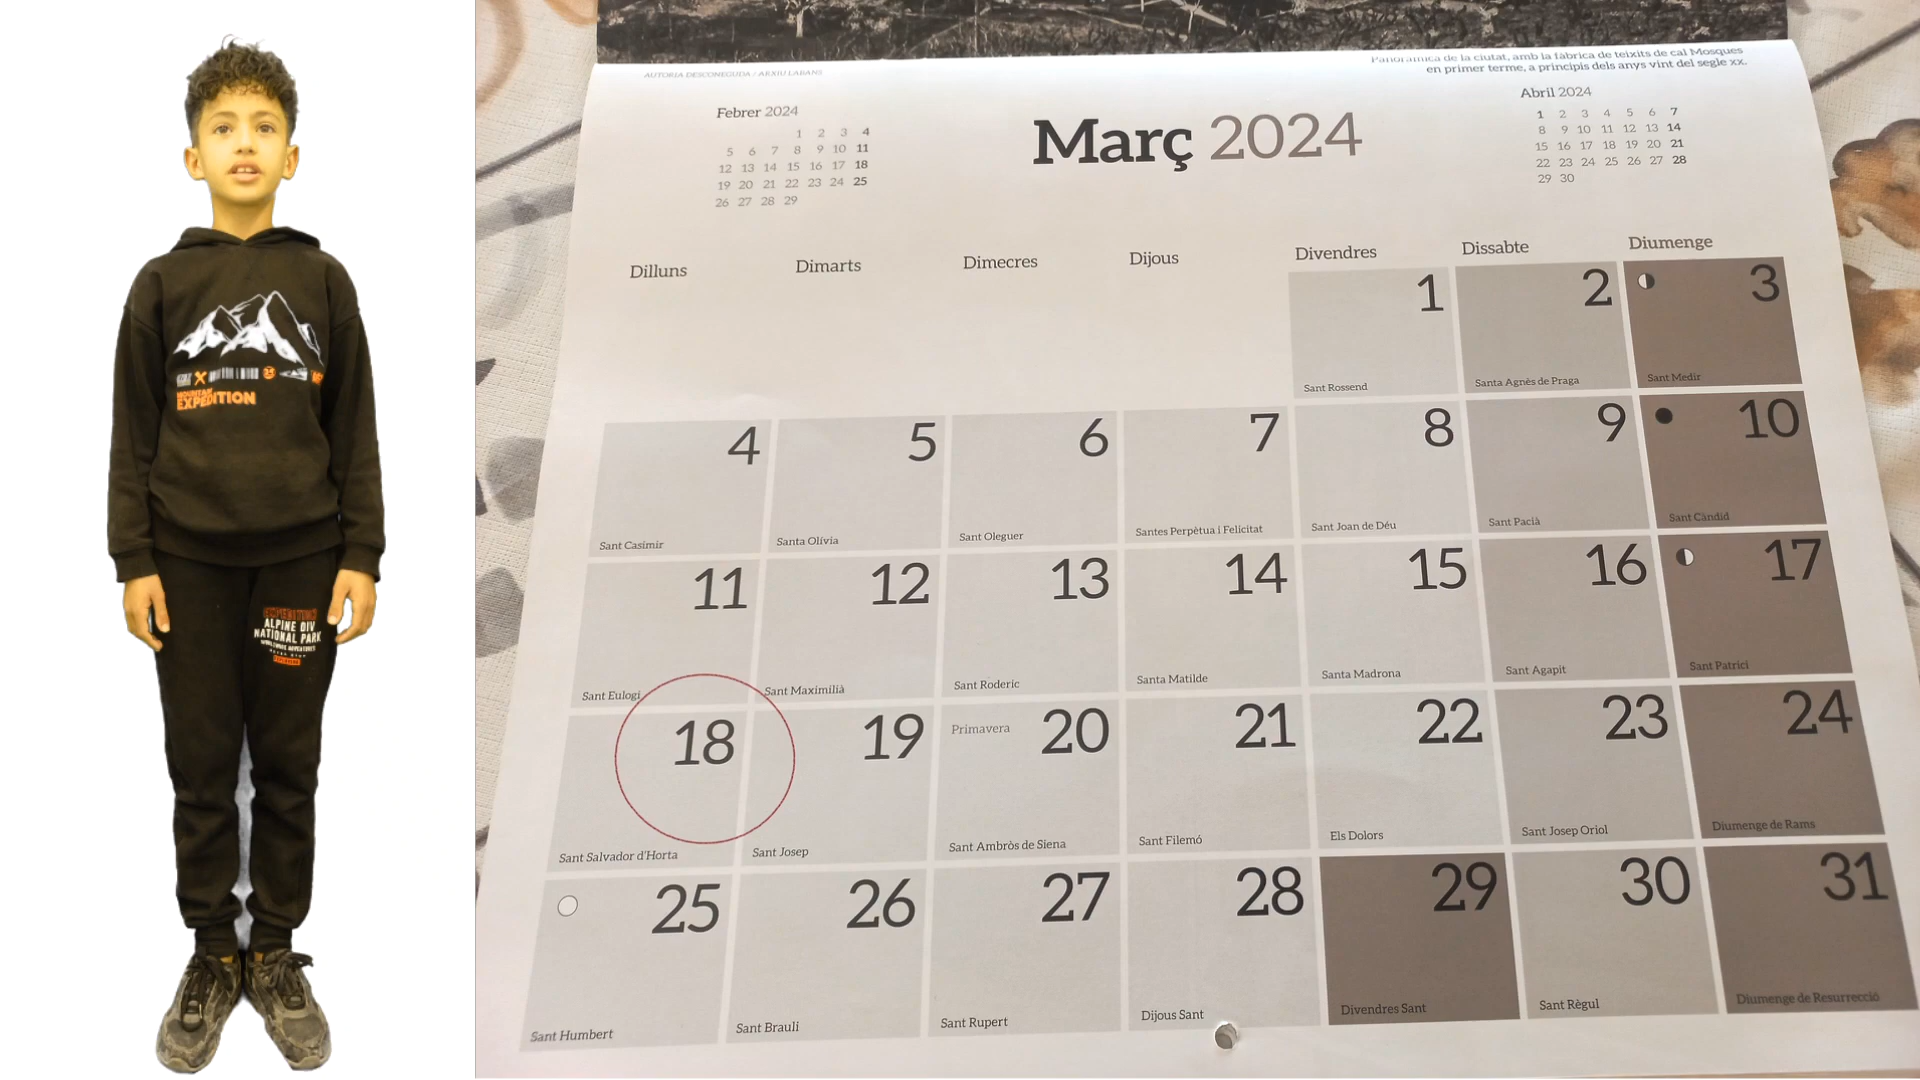 MOUNTAIN
EXPEDITION
EXPEDITION
ALPINE DIV
NATIONAL PARK
AUTORIA DESCONEGUDA / ARXIU LABANS
Panoràmica de la ciutat, amb la fàbrica de teixits de cal Mosques
en primer terme, a principis dels anys vint del segle XX.
Febrer 2024
1 2 3 4
5 6 7 8 9 10 11
12 13 14 15 16 17 18
19 20 21 22 23 24 25
26 27 28 29
Març 2024
Abril 2024
1 2 3 4 5 6 7
8 9 10 11 12 13 14
15 16 17 18 19 20 21
22 23 24 25 26 27 28
29 30
Dilluns Dimarts Dimecres Dijous Divendres Dissabte Diumenge
1 2 3
Sant Rossend Santa Agnès de Praga Sant Medir
4 5 6 7 8 9 10
Sant Casimir Santa Olívia Sant Oleguer Santes Perpètua i Felicitat Sant Joan de Déu Sant Pacià Sant Càndid
11 12 13 14 15 16 17
Sant Eulogi Sant Maximilià Sant Roderic Santa Matilde Santa Madrona Sant Agapit Sant Patrici
18 19 Primavera 20 21 22 23 24
Sant Salvador d'Horta Sant Josep Sant Ambròs de Siena Sant Filemó Els Dolors Sant Josep Oriol Diumenge de Rams
25 26 27 28 29 30 31
Sant Humbert Sant Brauli Sant Rupert Dijous Sant Divendres Sant Sant Règul Diumenge de Resurrecció